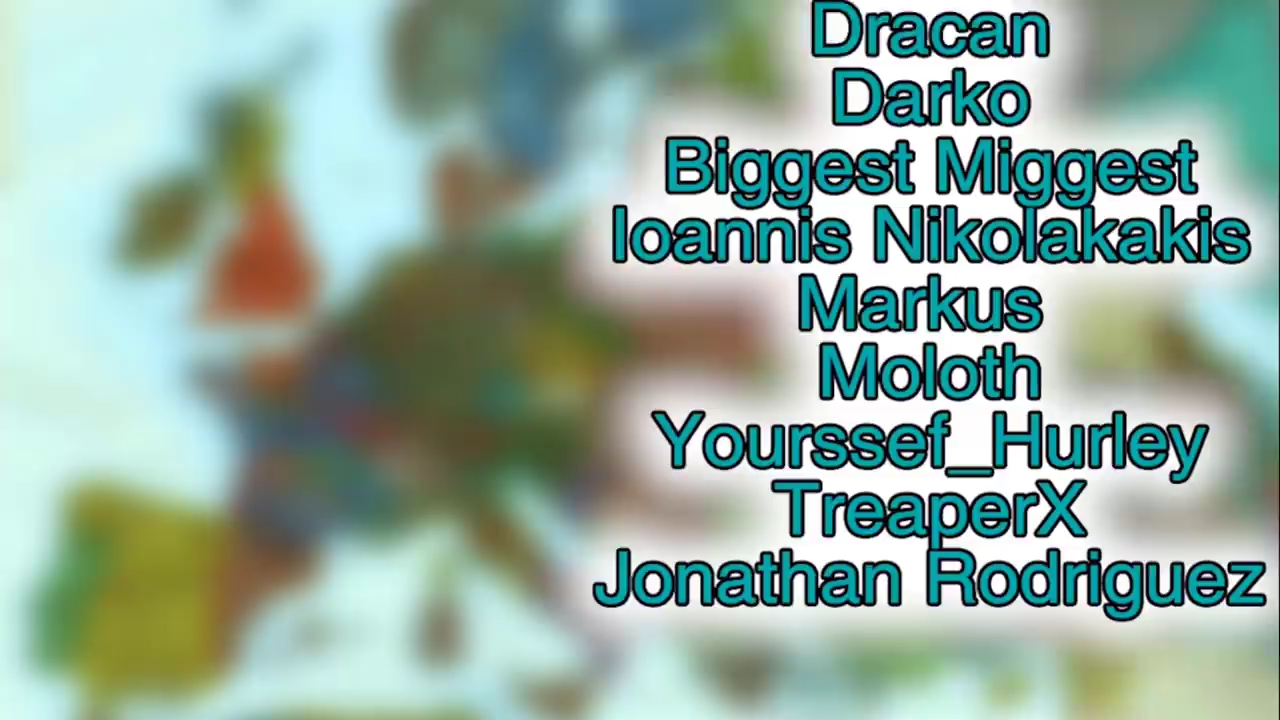 Dracan
Darko
Biggest Miggest
Ioannis Nikolakakis
Markus
Moloth
Yourssef_Hurley
TreaperX
Jonathan Rodriguez